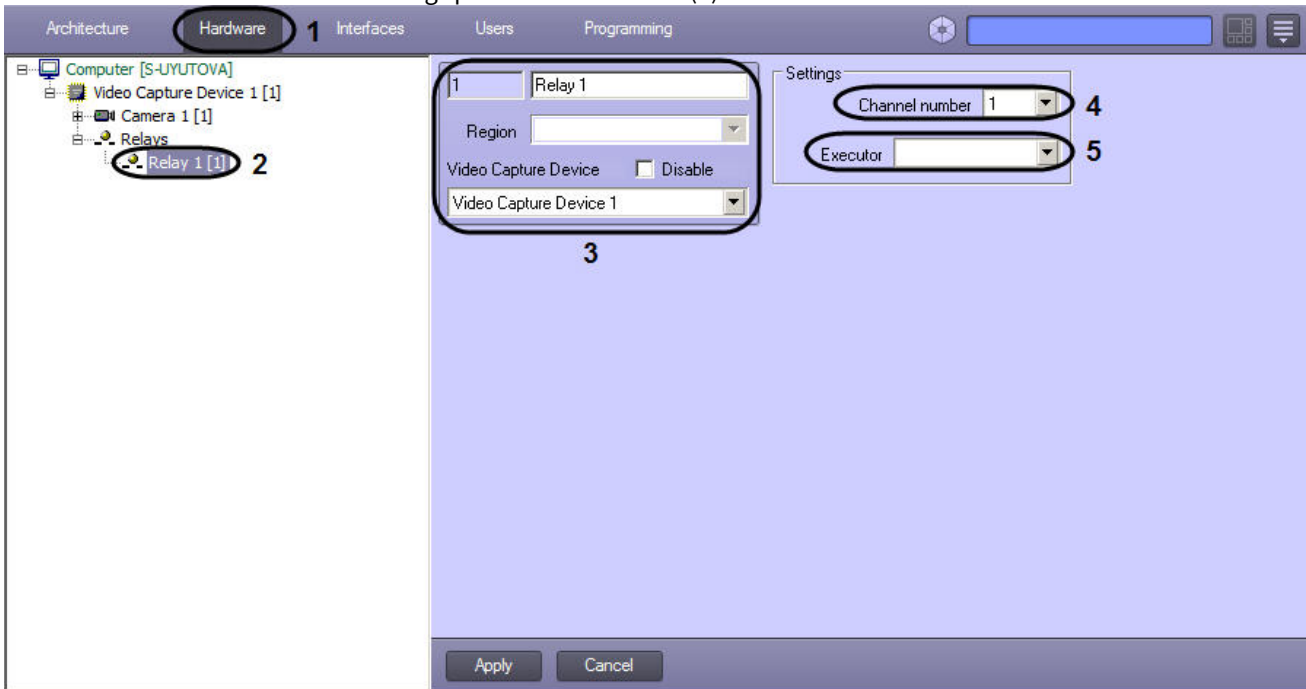 Architecture Hardware 1 Interfaces Users Programming
Computer [S-UYUTOVA]
Video Capture Device 1 [1]
Camera 1 [1]
Relays
Relay 1 [1] 2
1 Relay 1
Region
Video Capture Device Disable
Video Capture Device 1
3
Settings
Channel number 1 4
Executor 5
Apply Cancel